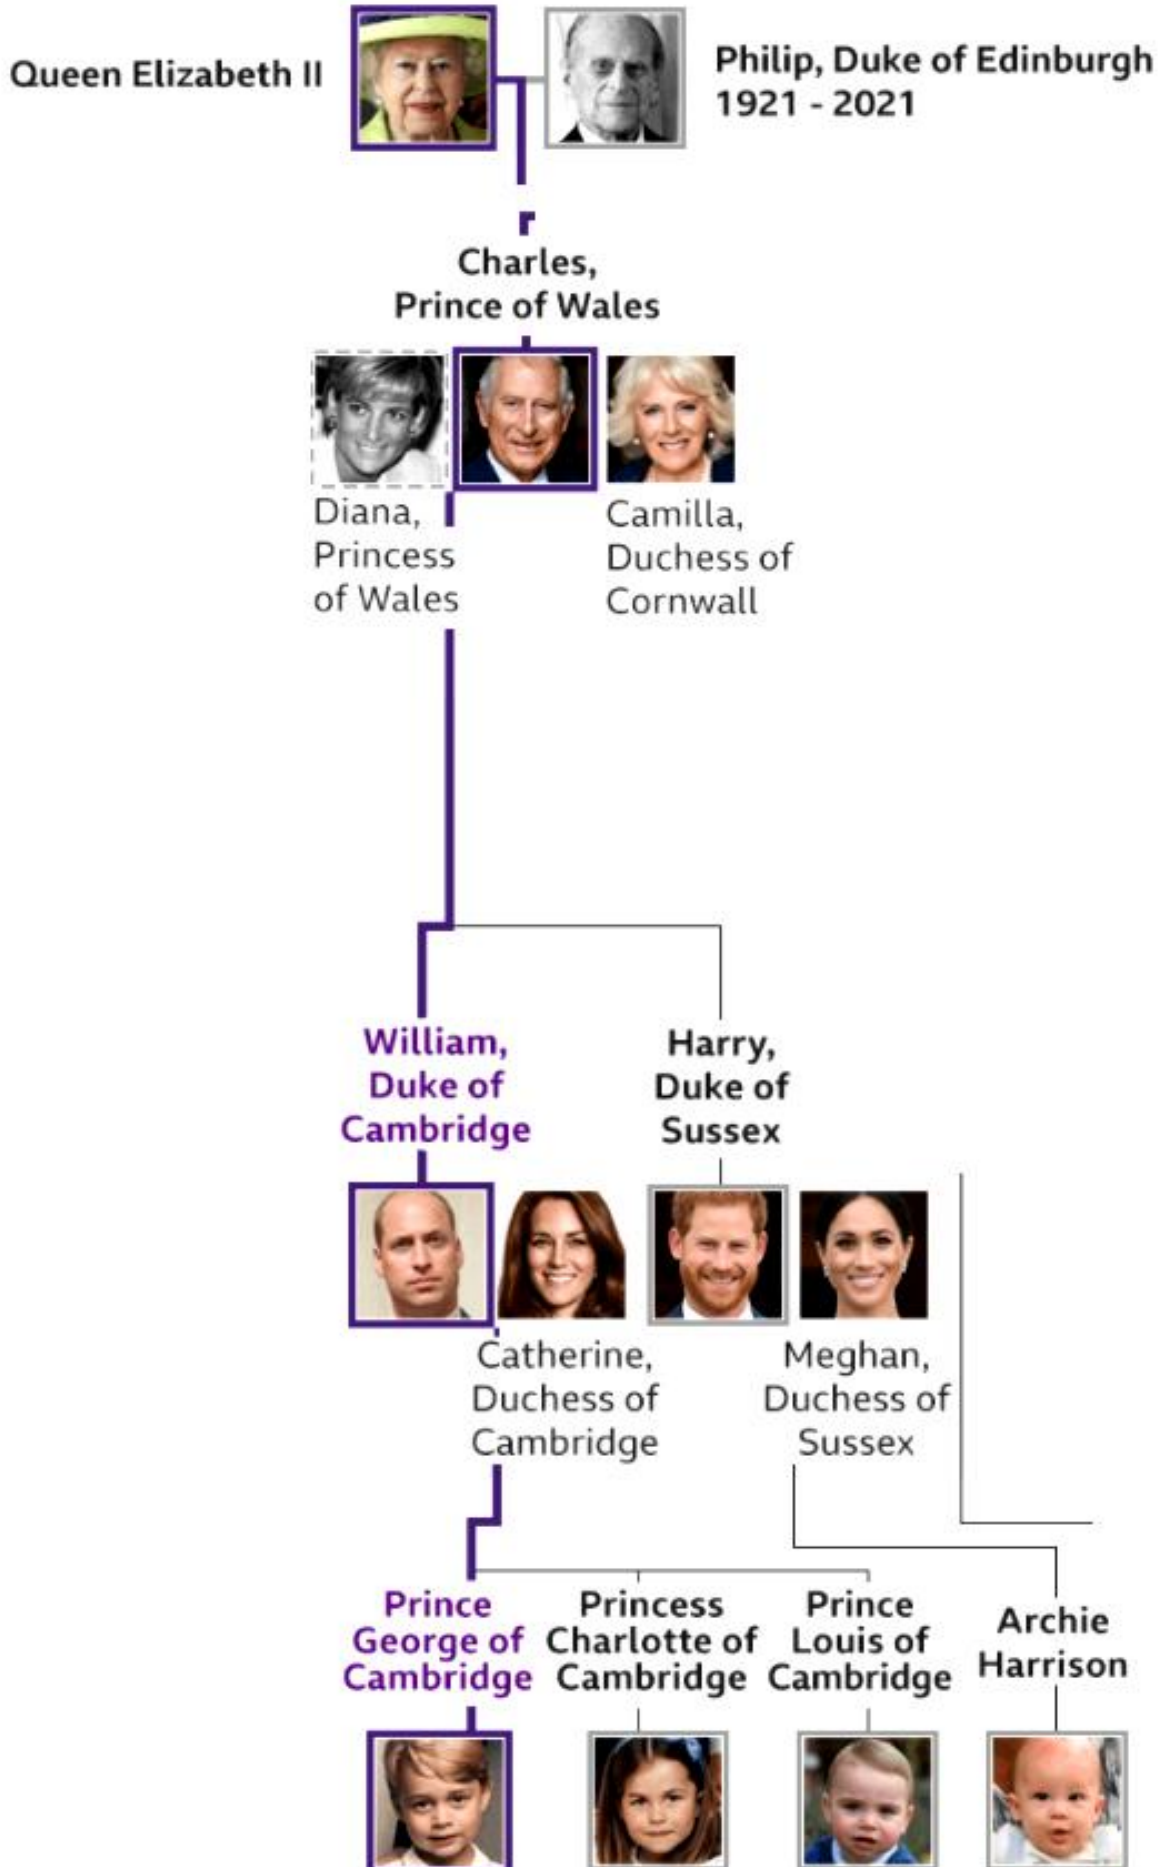 Queen Elizabeth II
Philip, Duke of Edinburgh
1921 - 2021
Charles,
Prince of Wales
Diana,
Princess
of Wales
Camilla,
Duchess of
Cornwall
William,
Duke of
Cambridge
Harry,
Duke of
Sussex
Catherine,
Duchess of
Cambridge
Meghan,
Duchess of
Sussex
Prince
George of
Cambridge
Princess
Charlotte of
Cambridge
Prince
Louis of
Cambridge
Archie
Harrison